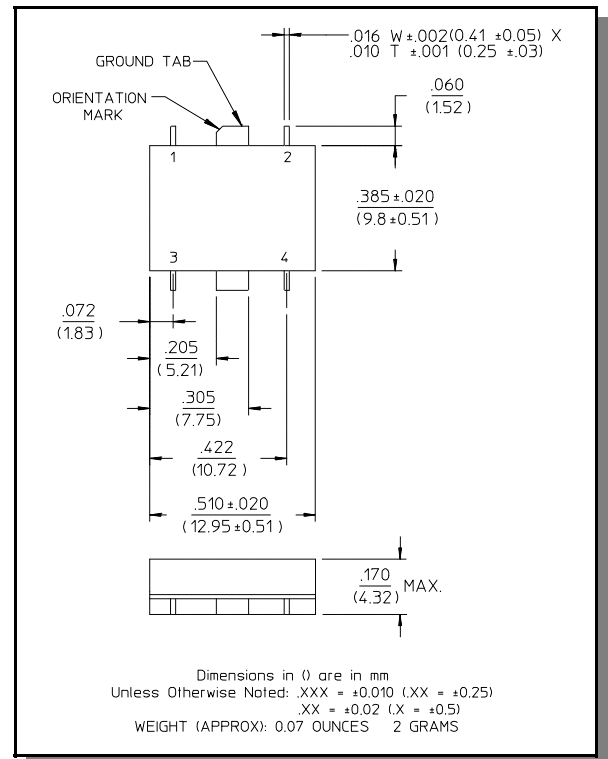 .016 W ±.002(0.41 ±0.05) X
.010 T ±.001 (0.25 ±.03)
GROUND TAB
ORIENTATION
MARK
.060
(1.52)
1
2
.385±.020
(9.8 ±0.51)
3
4
.072
(1.83 )
.205
( 5.21)
.305
(7.75)
.422
(10.72 )
.510±.020
( 12.95 ±0.51 )
.170
(4.32)
MAX.
Dimensions in () are in mm
Unless Otherwise Noted: .XXX = ±0.010 (.XX = ±0.25)
.XX = ±0.02 (.X = ±0.5)
WEIGHT (APPROX): 0.07 OUNCES 2 GRAMS